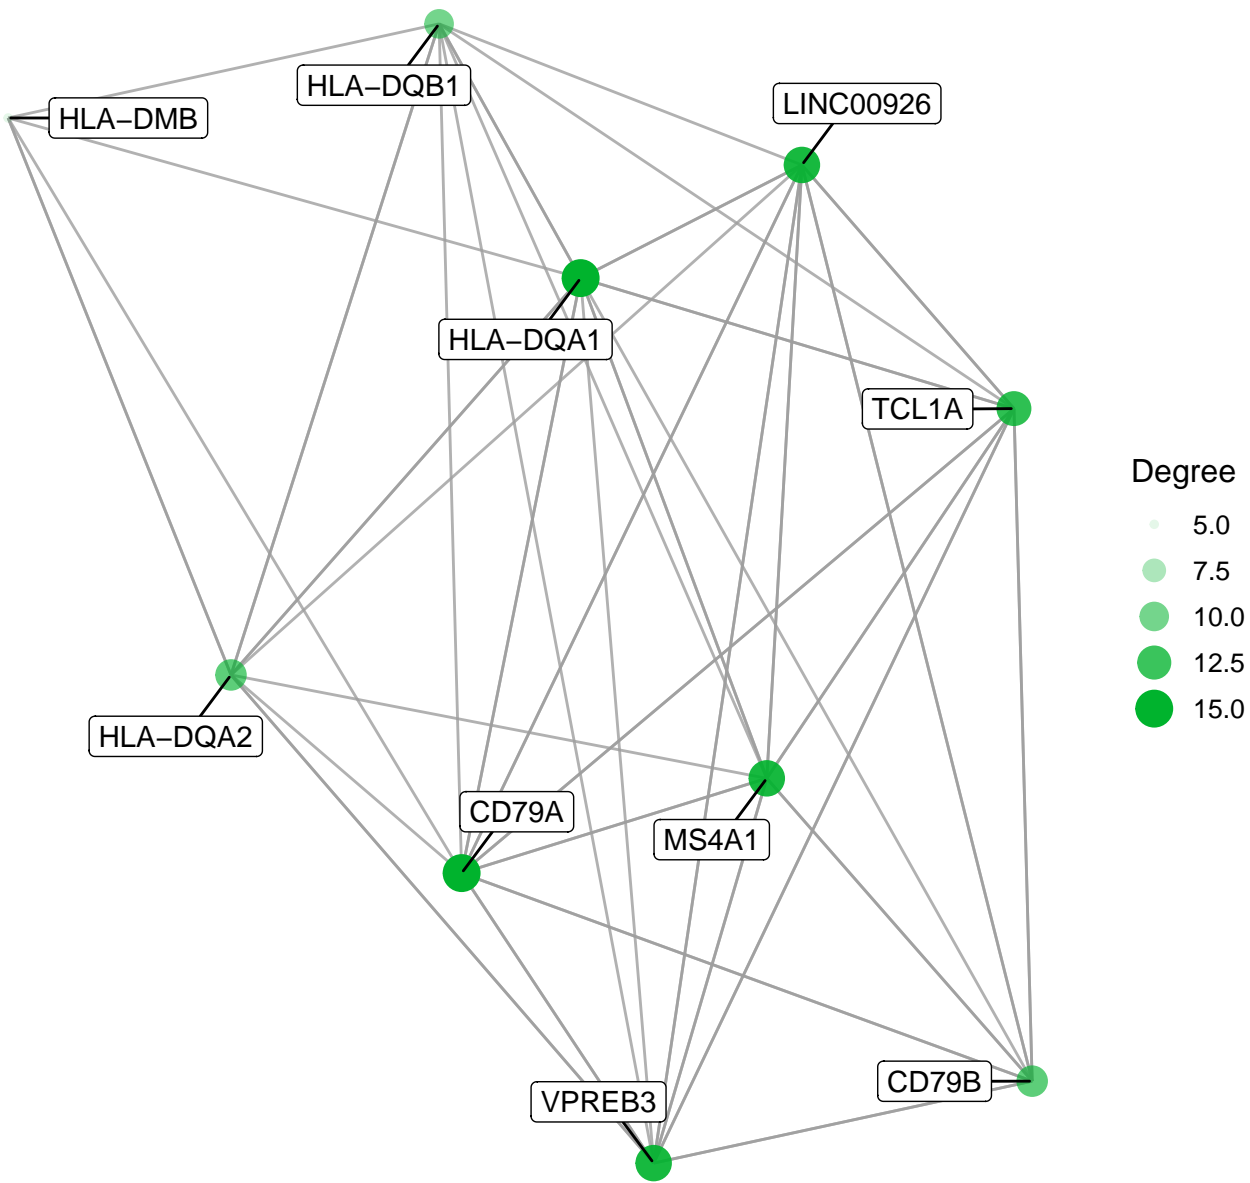 HLA−DQB1
LINC00926
HLA−DMB
HLA−DQA1
TCL1A
HLA−DQA2
CD79A
MS4A1
CD79B
VPREB3
Degree
5.0
7.5
10.0
12.5
15.0